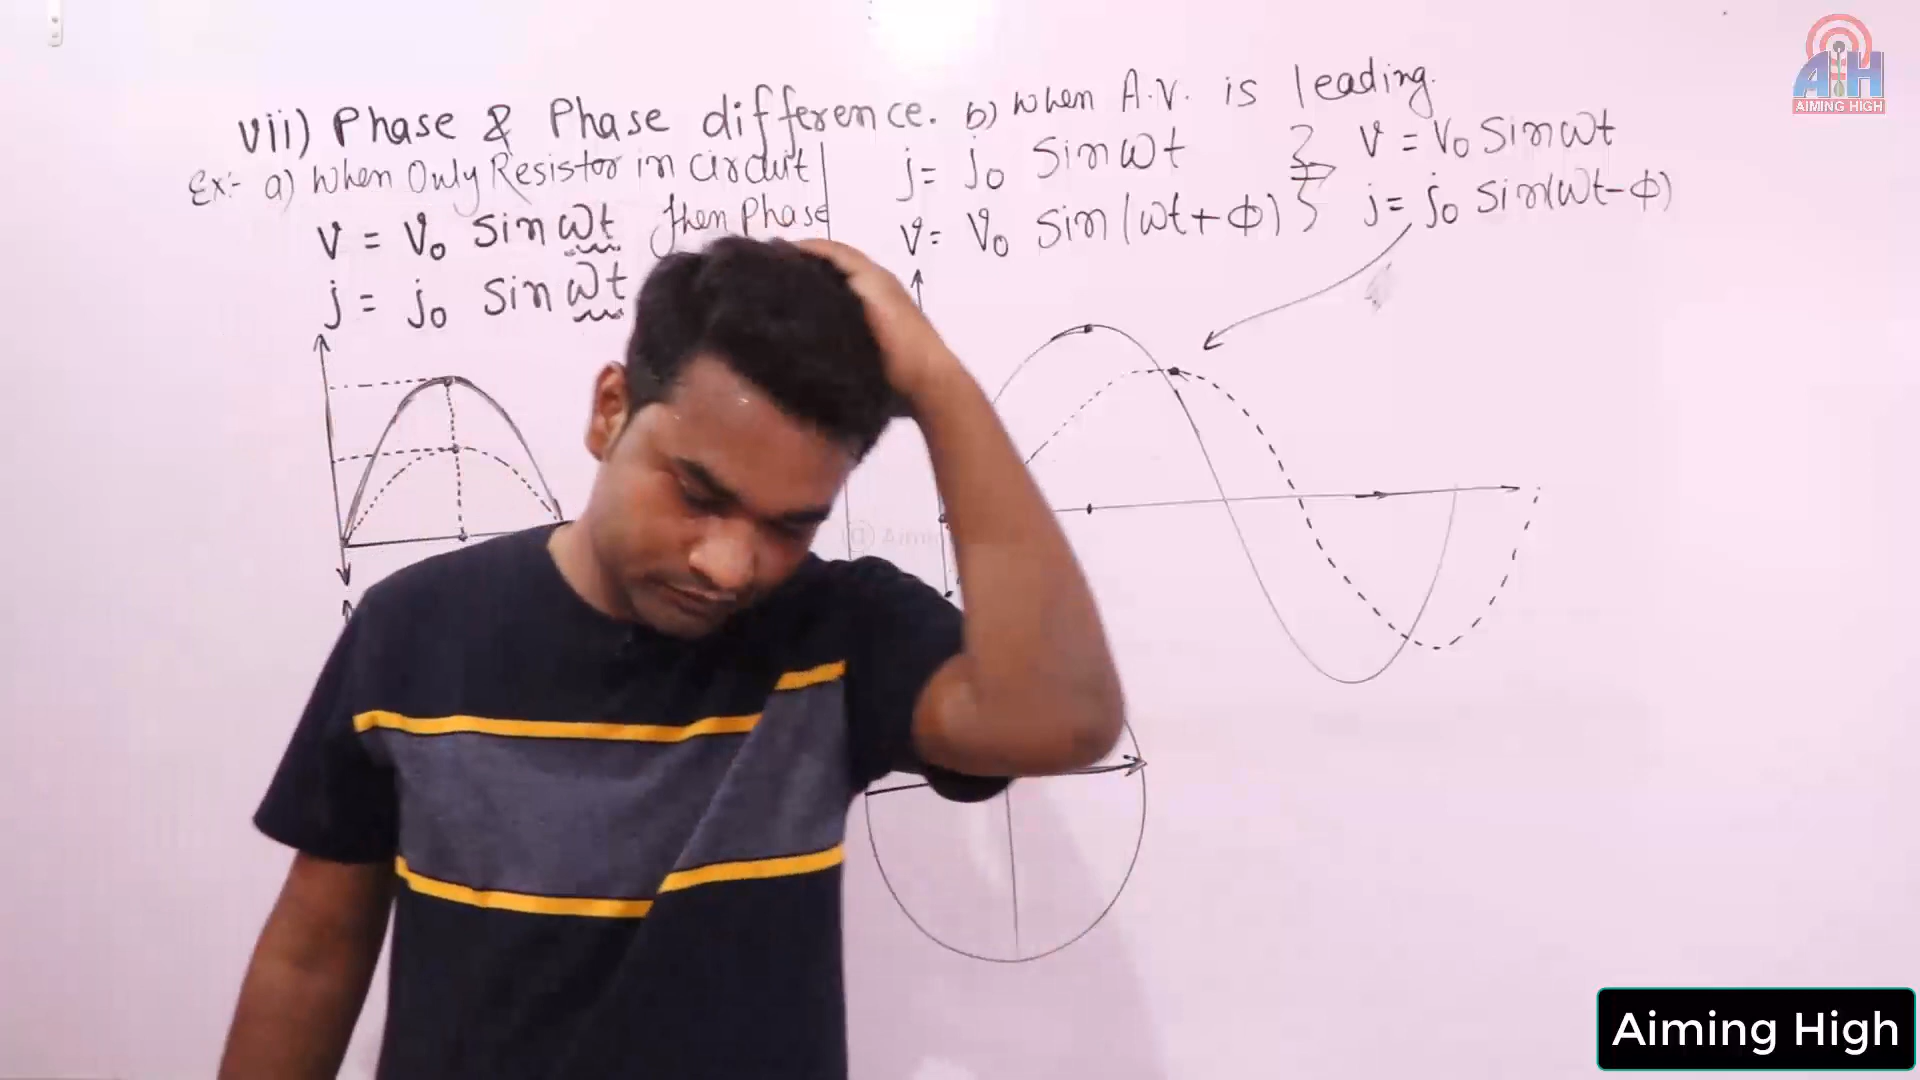 vii) Phase & Phase difference.
Ex:- a) When Only Resistor in circuit
V = V₀ sin ωt then Phase
j = j₀ sin ωt
b) When A.V. is leading.
j = j₀ sin ωt
V = V₀ sin (ωt + Φ)
V = V₀ sin ωt
j = j₀ sin (ωt - Φ)
AH
AIMING HIGH
Aiming High